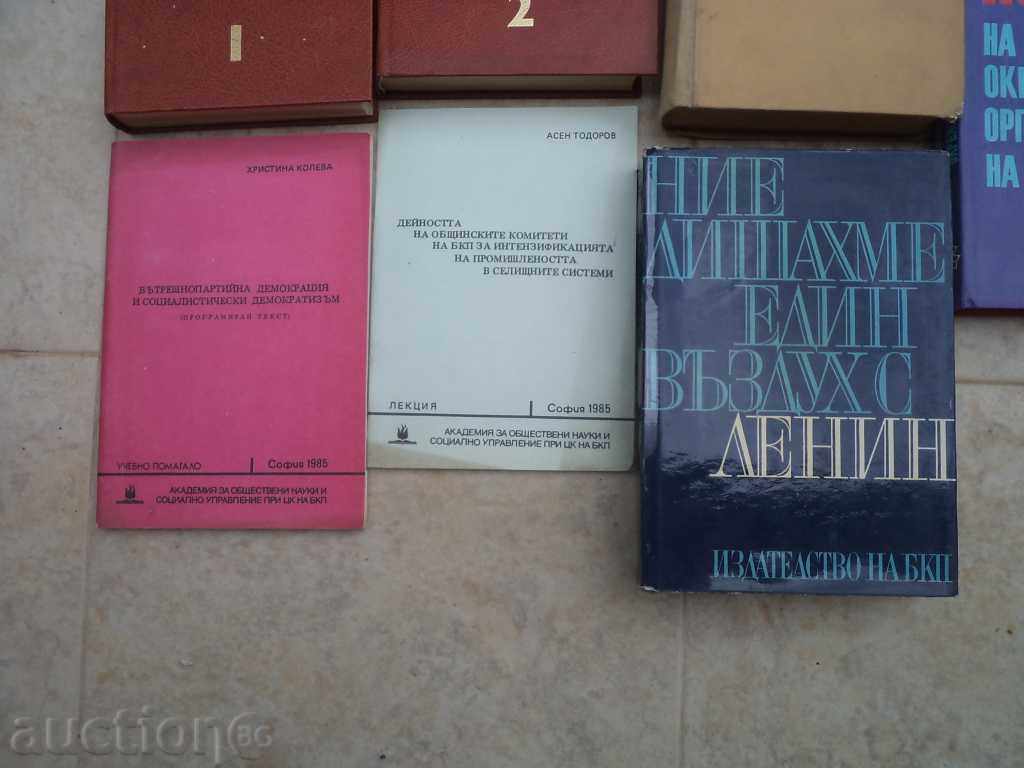 1
2
НА
ОРГ
НА
ХРИСТИНА КОЛЕВА
ВЪТРЕШНОПАРТИЙНА ДЕМОКРАЦИЯ
И СОЦИАЛИСТИЧЕСКИ ДЕМОКРАТИЗЪМ
(ПРОГРАМИРАН ТЕКСТ)
УЧЕБНО ПОМАГАЛО
София 1985
АКАДЕМИЯ ЗА ОБЩЕСТВЕНИ НАУКИ И
СОЦИАЛНО УПРАВЛЕНИЕ ПРИ ЦК НА БКП
АСЕН ТОДОРОВ
ДЕЙНОСТТА
НА ОБЩИНСКИТЕ КОМИТЕТИ
НА БКП ЗА ИНТЕНЗИФИКАЦИЯТА
НА ПРОМИШЛЕНОСТТА
В СЕЛИЩНИТЕ СИСТЕМИ
ЛЕКЦИЯ
София 1985
АКАДЕМИЯ ЗА ОБЩЕСТВЕНИ НАУКИ И
СОЦИАЛНО УПРАВЛЕНИЕ ПРИ ЦК НА БКП
НИЕ
ДИШАХМЕ
ЕДИН
ВЪЗДУХ С
ЛЕНИН
ИЗДАТЕЛСТВО НА БКП
auction.bg